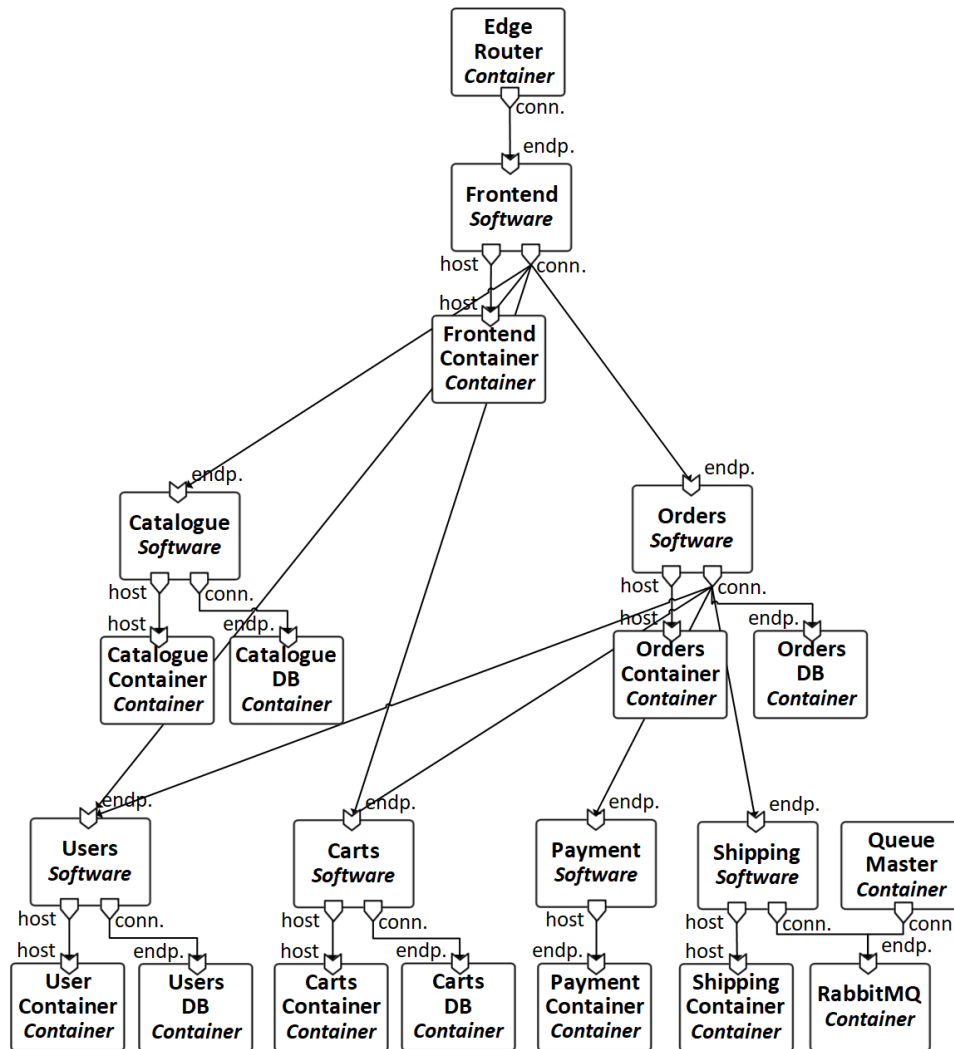 Edge
Router
Container
conn.
endp.
Frontend
Software
host
conn.
host
Frontend
Container
Container
endp.
Catalogue
Software
host
conn.
host
endp.
Catalogue
Container
Container
Catalogue
DB
Container
endp.
Orders
Software
host
conn.
host
endp.
Orders
Container
Container
Orders
DB
Container
endp.
Users
Software
host
conn.
host
endp.
User
Container
Container
Users
DB
Container
endp.
Carts
Software
host
conn.
host
endp.
Carts
Container
Container
Carts
DB
Container
endp.
Payment
Software
host
endp.
Payment
Container
Container
endp.
Shipping
Software
host
conn.
host
Shipping
Container
Container
Queue
Master
Container
conn.
endp.
RabbitMQ
Container